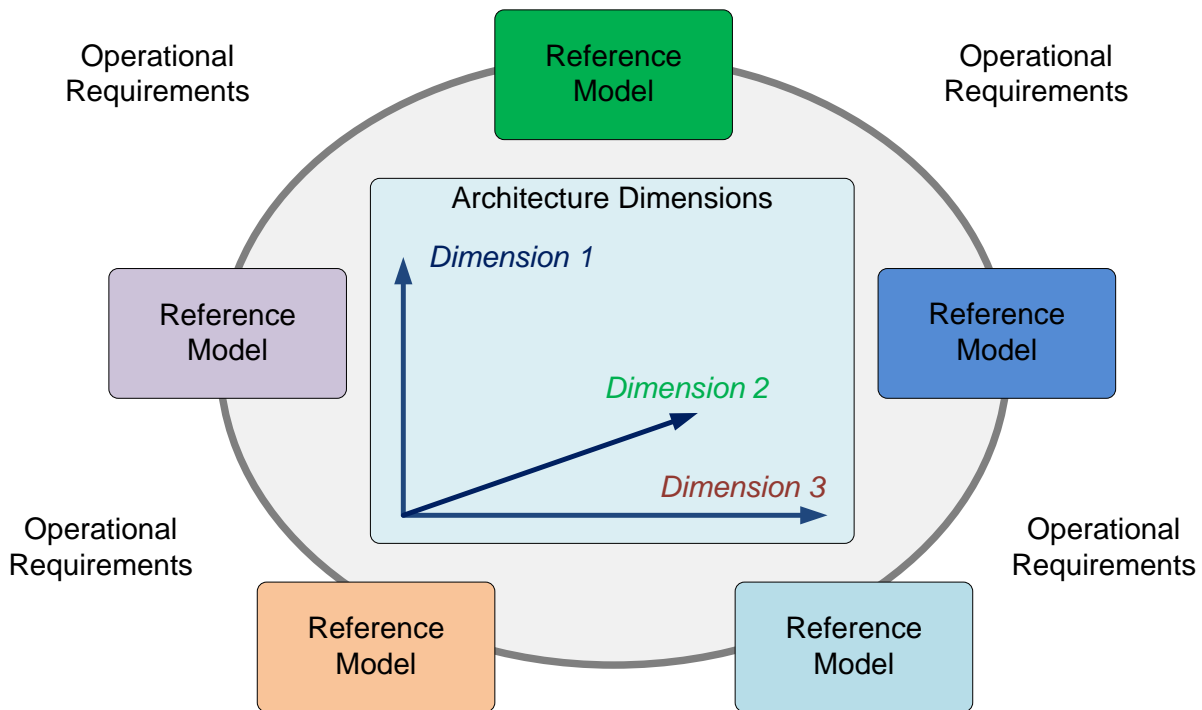 Operational
Requirements
Reference
Model
Operational
Requirements
Architecture Dimensions
Dimension 1
Reference
Model
Reference
Model
Dimension 2
Dimension 3
Operational
Requirements
Operational
Requirements
Reference
Model
Reference
Model